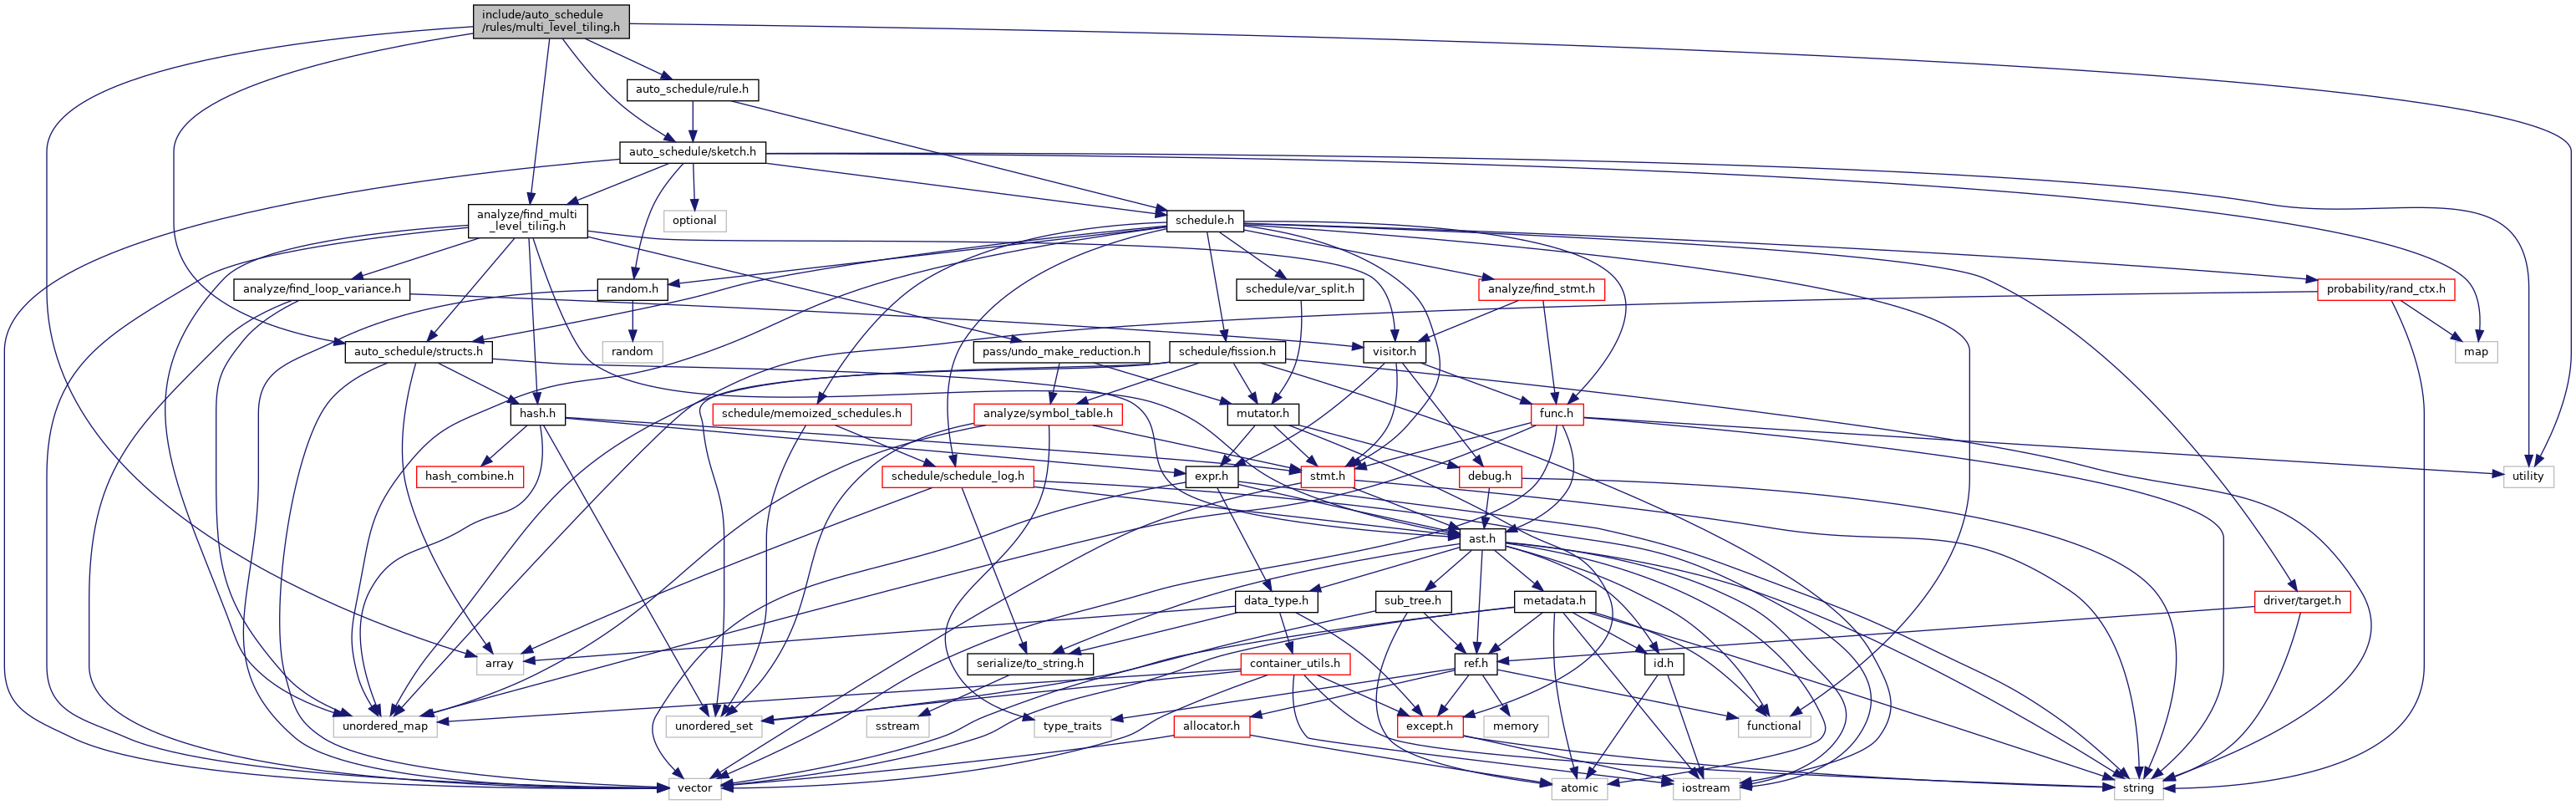 include/auto_schedule
/rules/multi_level_tiling.h
auto_schedule/rule.h
auto_schedule/sketch.h
analyze/find_multi
_level_tiling.h
optional
schedule.h
analyze/find_loop_variance.h
random.h
schedule/var_split.h
analyze/find_stmt.h
probability/rand_ctx.h
auto_schedule/structs.h
random
pass/undo_make_reduction.h
schedule/fission.h
visitor.h
map
hash.h
schedule/memoized_schedules.h
analyze/symbol_table.h
mutator.h
func.h
hash_combine.h
schedule/schedule_log.h
expr.h
stmt.h
debug.h
utility
ast.h
data_type.h
sub_tree.h
metadata.h
driver/target.h
array
serialize/to_string.h
container_utils.h
ref.h
id.h
unordered_map
unordered_set
sstream
type_traits
allocator.h
except.h
memory
functional
vector
atomic
iostream
string